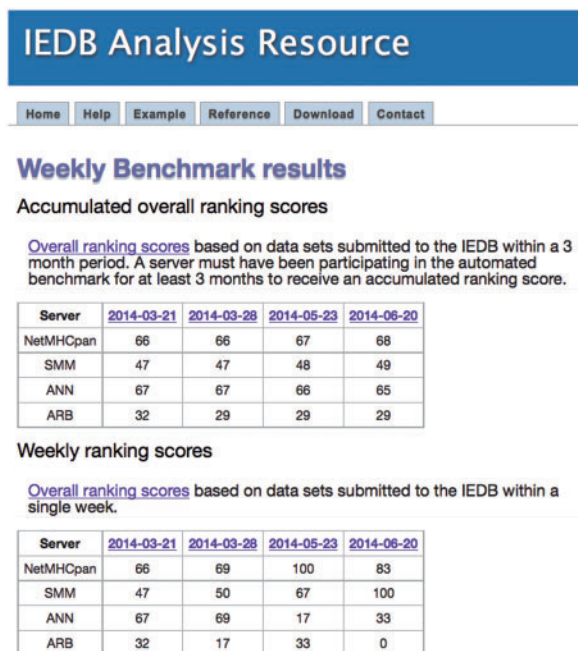 IEDB Analysis Resource
Home Help Example Reference Download Contact
Weekly Benchmark results
Accumulated overall ranking scores
Overall ranking scores based on data sets submitted to the IEDB within a 3
month period. A server must have been participating in the automated
benchmark for at least 3 months to receive an accumulated ranking score.
Server 2014-03-21 2014-03-28 2014-05-23 2014-06-20
NetMHCpan 66 66 67 68
SMM 47 47 48 49
ANN 67 67 66 65
ARB 32 29 29 29
Weekly ranking scores
Overall ranking scores based on data sets submitted to the IEDB within a
single week.
Server 2014-03-21 2014-03-28 2014-05-23 2014-06-20
NetMHCpan 66 69 100 83
SMM 47 50 67 100
ANN 67 69 17 33
ARB 32 17 33 0